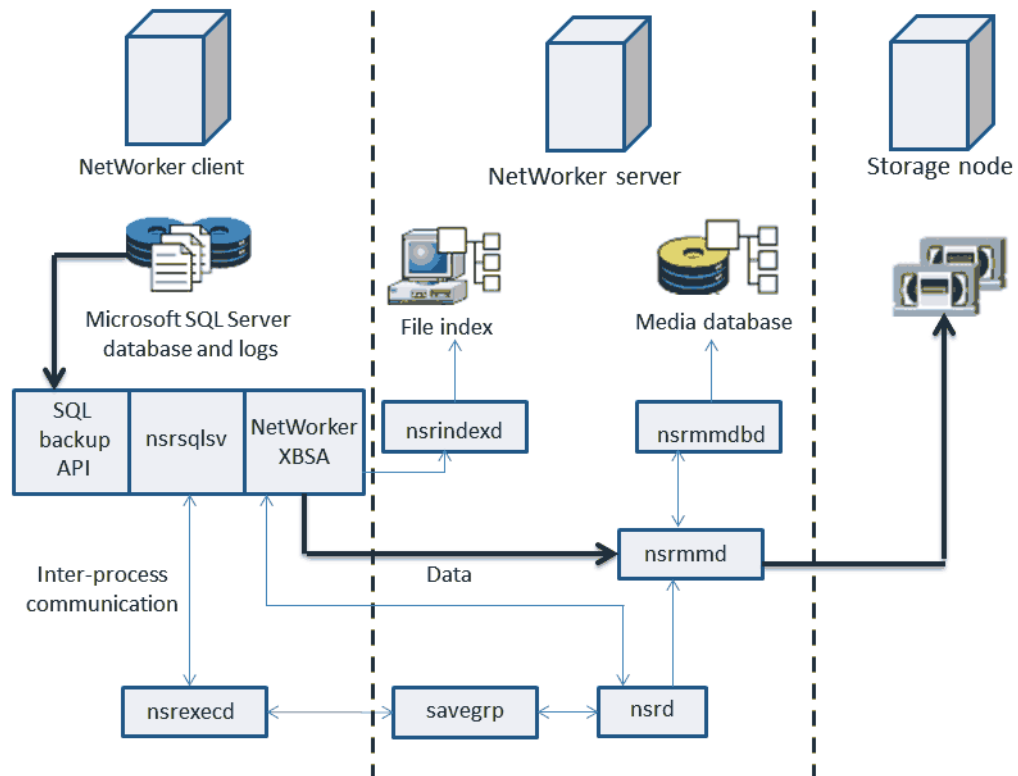 NetWorker client
NetWorker server
Storage node
Microsoft SQL Server
database and logs
File index
Media database
SQL
backup
API
nsrsqlsv
NetWorker
XBSA
nsrindexd
nsrmmdbd
nsrmmd
Inter-process
communication
Data
nsrexecd
savegrp
nsrd